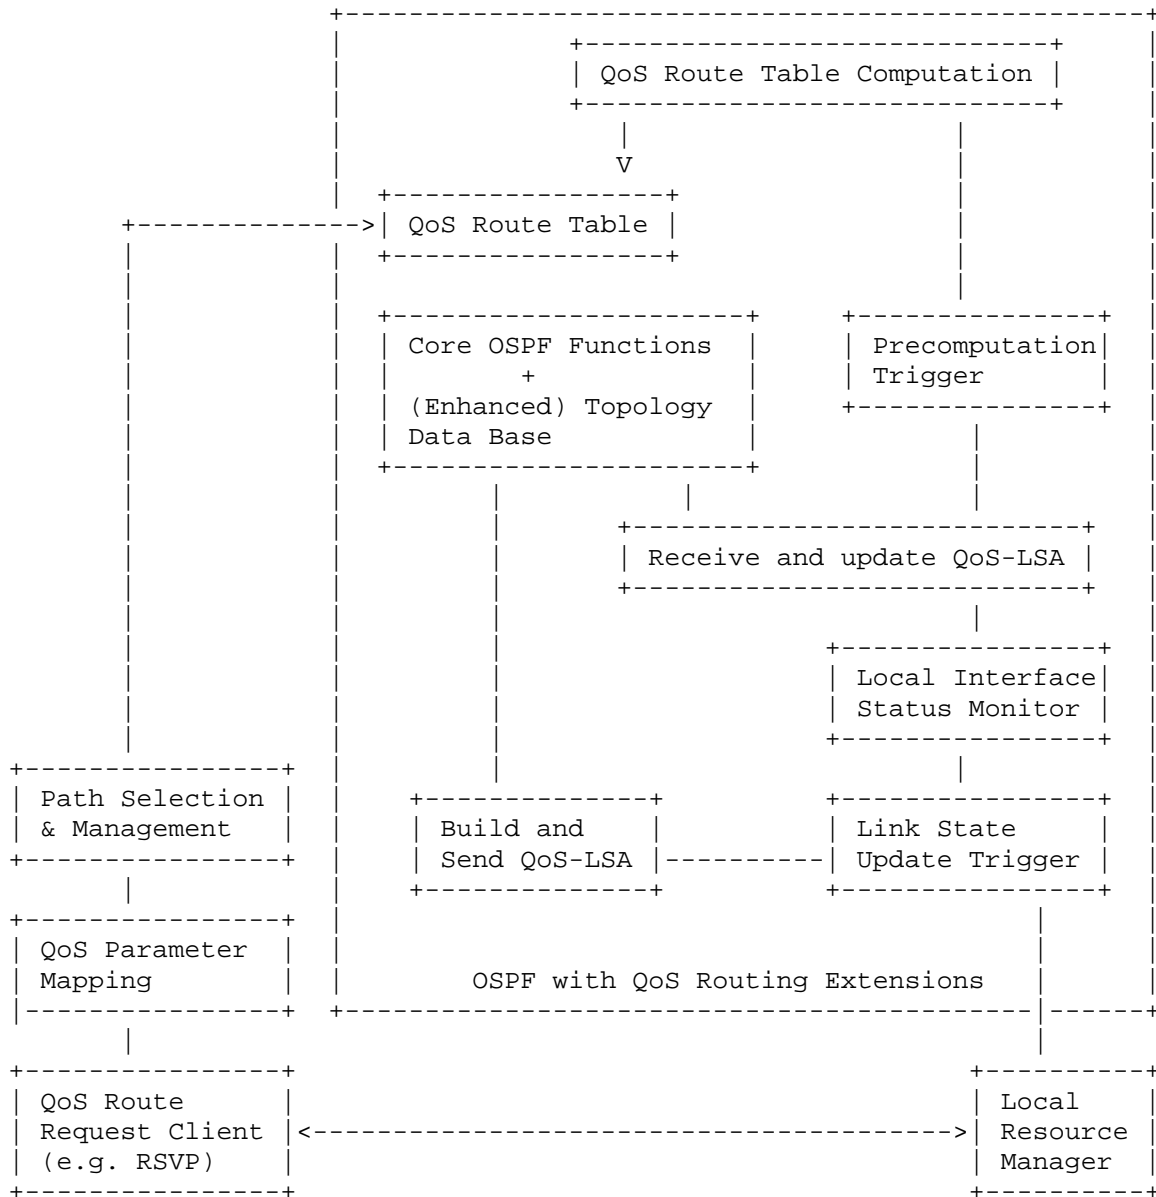 QoS Route Table Computation
V
QoS Route Table
Core OSPF Functions
+
(Enhanced) Topology
Data Base
Precomputation
Trigger
Receive and update QoS-LSA
Local Interface
Status Monitor
Path Selection
& Management
Build and
Send QoS-LSA
Link State
Update Trigger
QoS Parameter
Mapping
OSPF with QoS Routing Extensions
QoS Route
Request Client
(e.g. RSVP)
Local
Resource
Manager